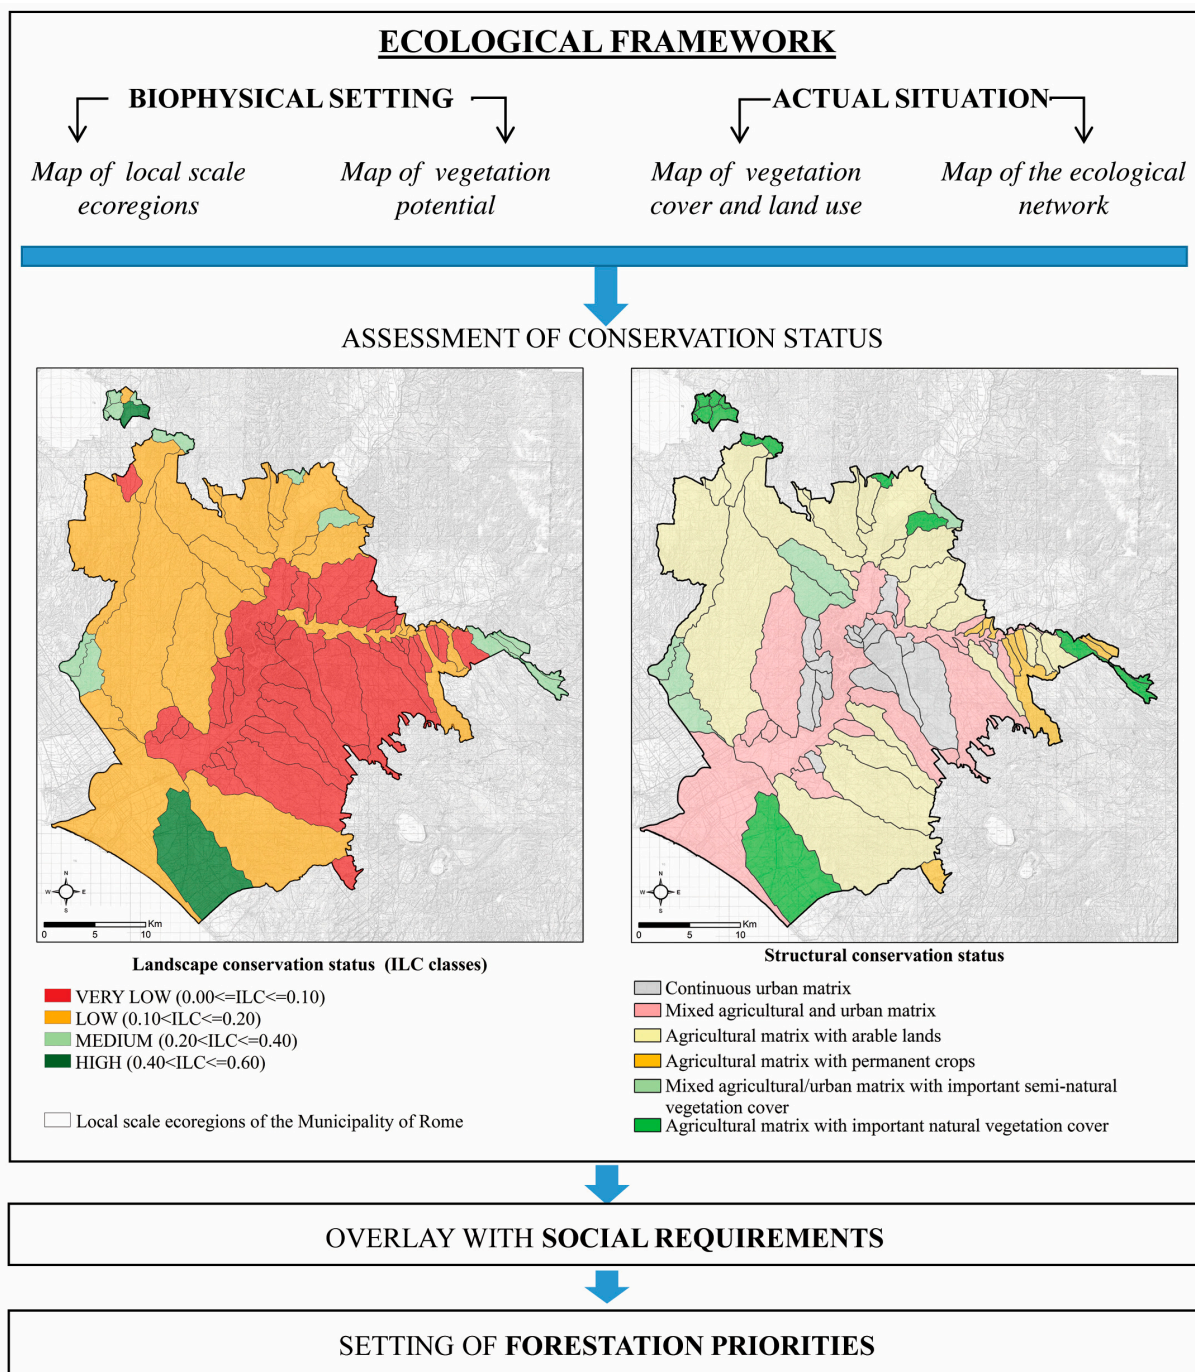 ECOLOGICAL FRAMEWORK
BIOPHYSICAL SETTING
ACTUAL SITUATION
Map of local scale
ecoregions
Map of vegetation
potential
Map of vegetation
cover and land use
Map of the ecological
network
ASSESSMENT OF CONSERVATION STATUS
N
W E
S
Km
0 5 10
N
W E
S
Km
0 5 10
Landscape conservation status (ILC classes)
VERY LOW (0.00<=ILC<=0.10)
LOW (0.10<ILC<=0.20)
MEDIUM (0.20<ILC<=0.40)
HIGH (0.40<ILC<=0.60)
Local scale ecoregions of the Municipality of Rome
Structural conservation status
Continuous urban matrix
Mixed agricultural and urban matrix
Agricultural matrix with arable lands
Agricultural matrix with permanent crops
Mixed agricultural/urban matrix with important semi-natural
vegetation cover
Agricultural matrix with important natural vegetation cover
OVERLAY WITH SOCIAL REQUIREMENTS
SETTING OF FORESTATION PRIORITIES